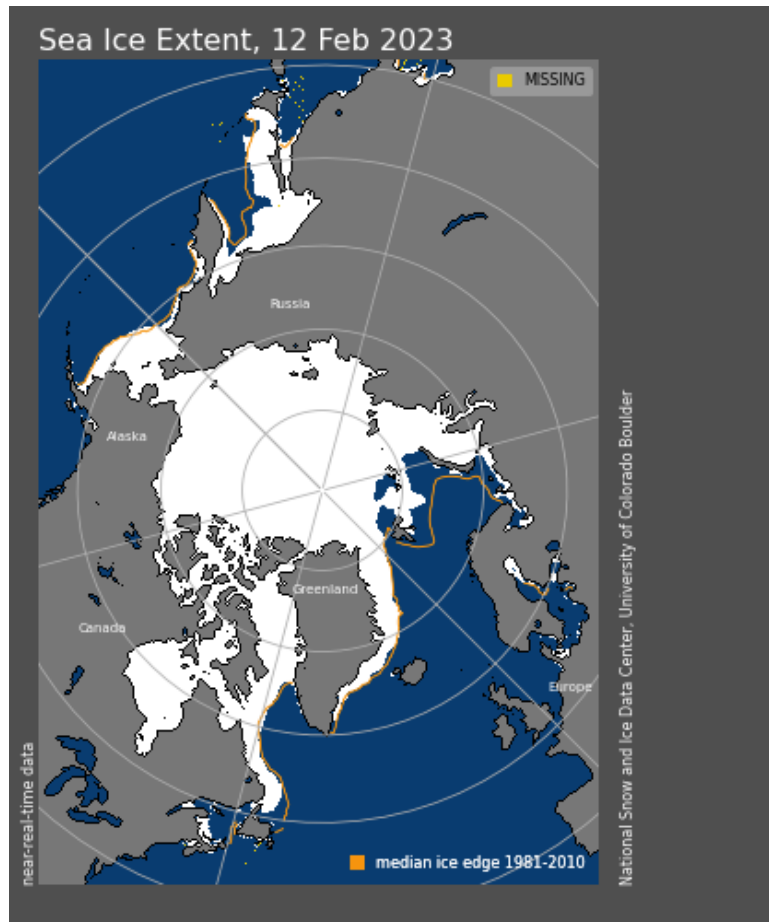 Sea Ice Extent, 12 Feb 2023
MISSING
Russia
Alaska
Greenland
Canada
Europe
near-real-time data
National Snow and Ice Data Center, University of Colorado Boulder
median ice edge 1981-2010